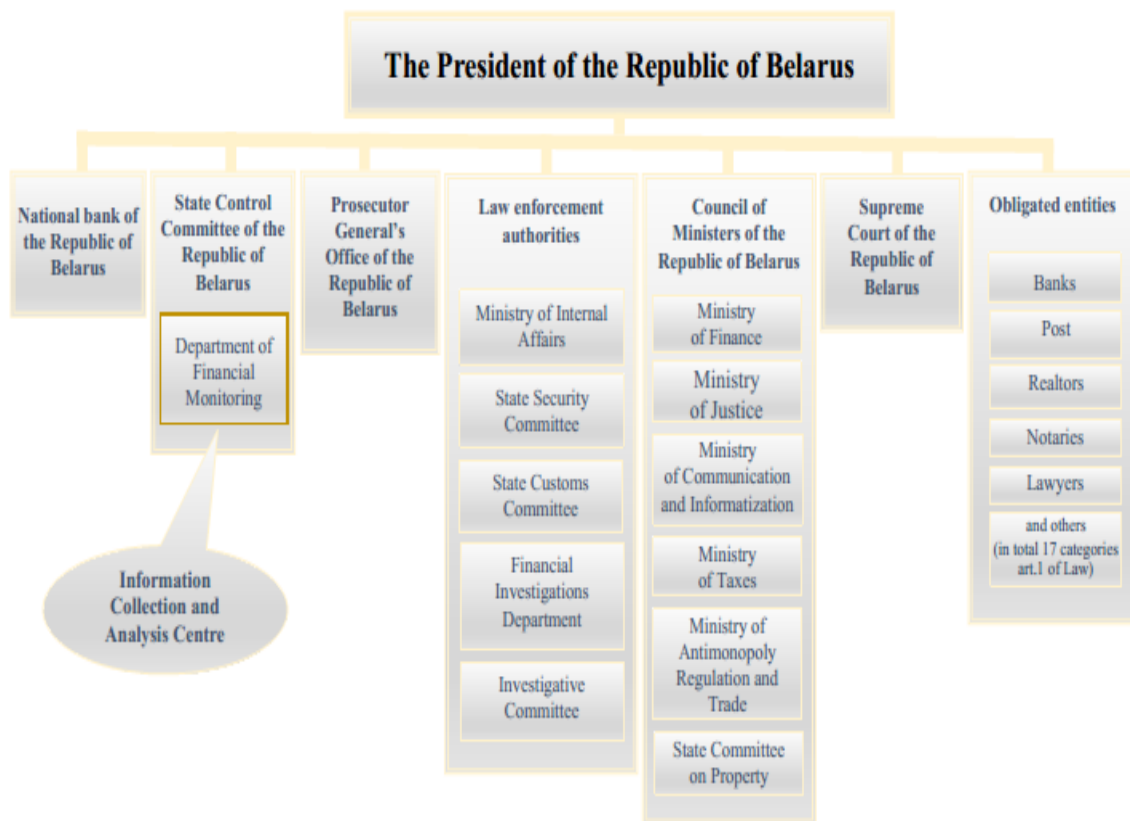 The President of the Republic of Belarus
National bank of
the Republic of
Belarus
State Control
Committee of the
Republic of
Belarus
Department of
Financial
Monitoring
Information
Collection and
Analysis Centre
Prosecutor
General's
Office of the
Republic of
Belarus
Law enforcement
authorities
Ministry of Internal
Affairs
State Security
Committee
State Customs
Committee
Financial
Investigations
Department
Investigative
Committee
Council of
Ministers of the
Republic of Belarus
Ministry
of Finance
Ministry
of Justice
Ministry
of Communication
and Informatization
Ministry
of Taxes
Ministry of
Antimonopoly
Regulation and
Trade
State Committee
on Property
Supreme
Court of the
Republic of
Belarus
Obligated entities
Banks
Post
Realtors
Notaries
Lawyers
and others
(in total 17 categories
art.1 of Law)